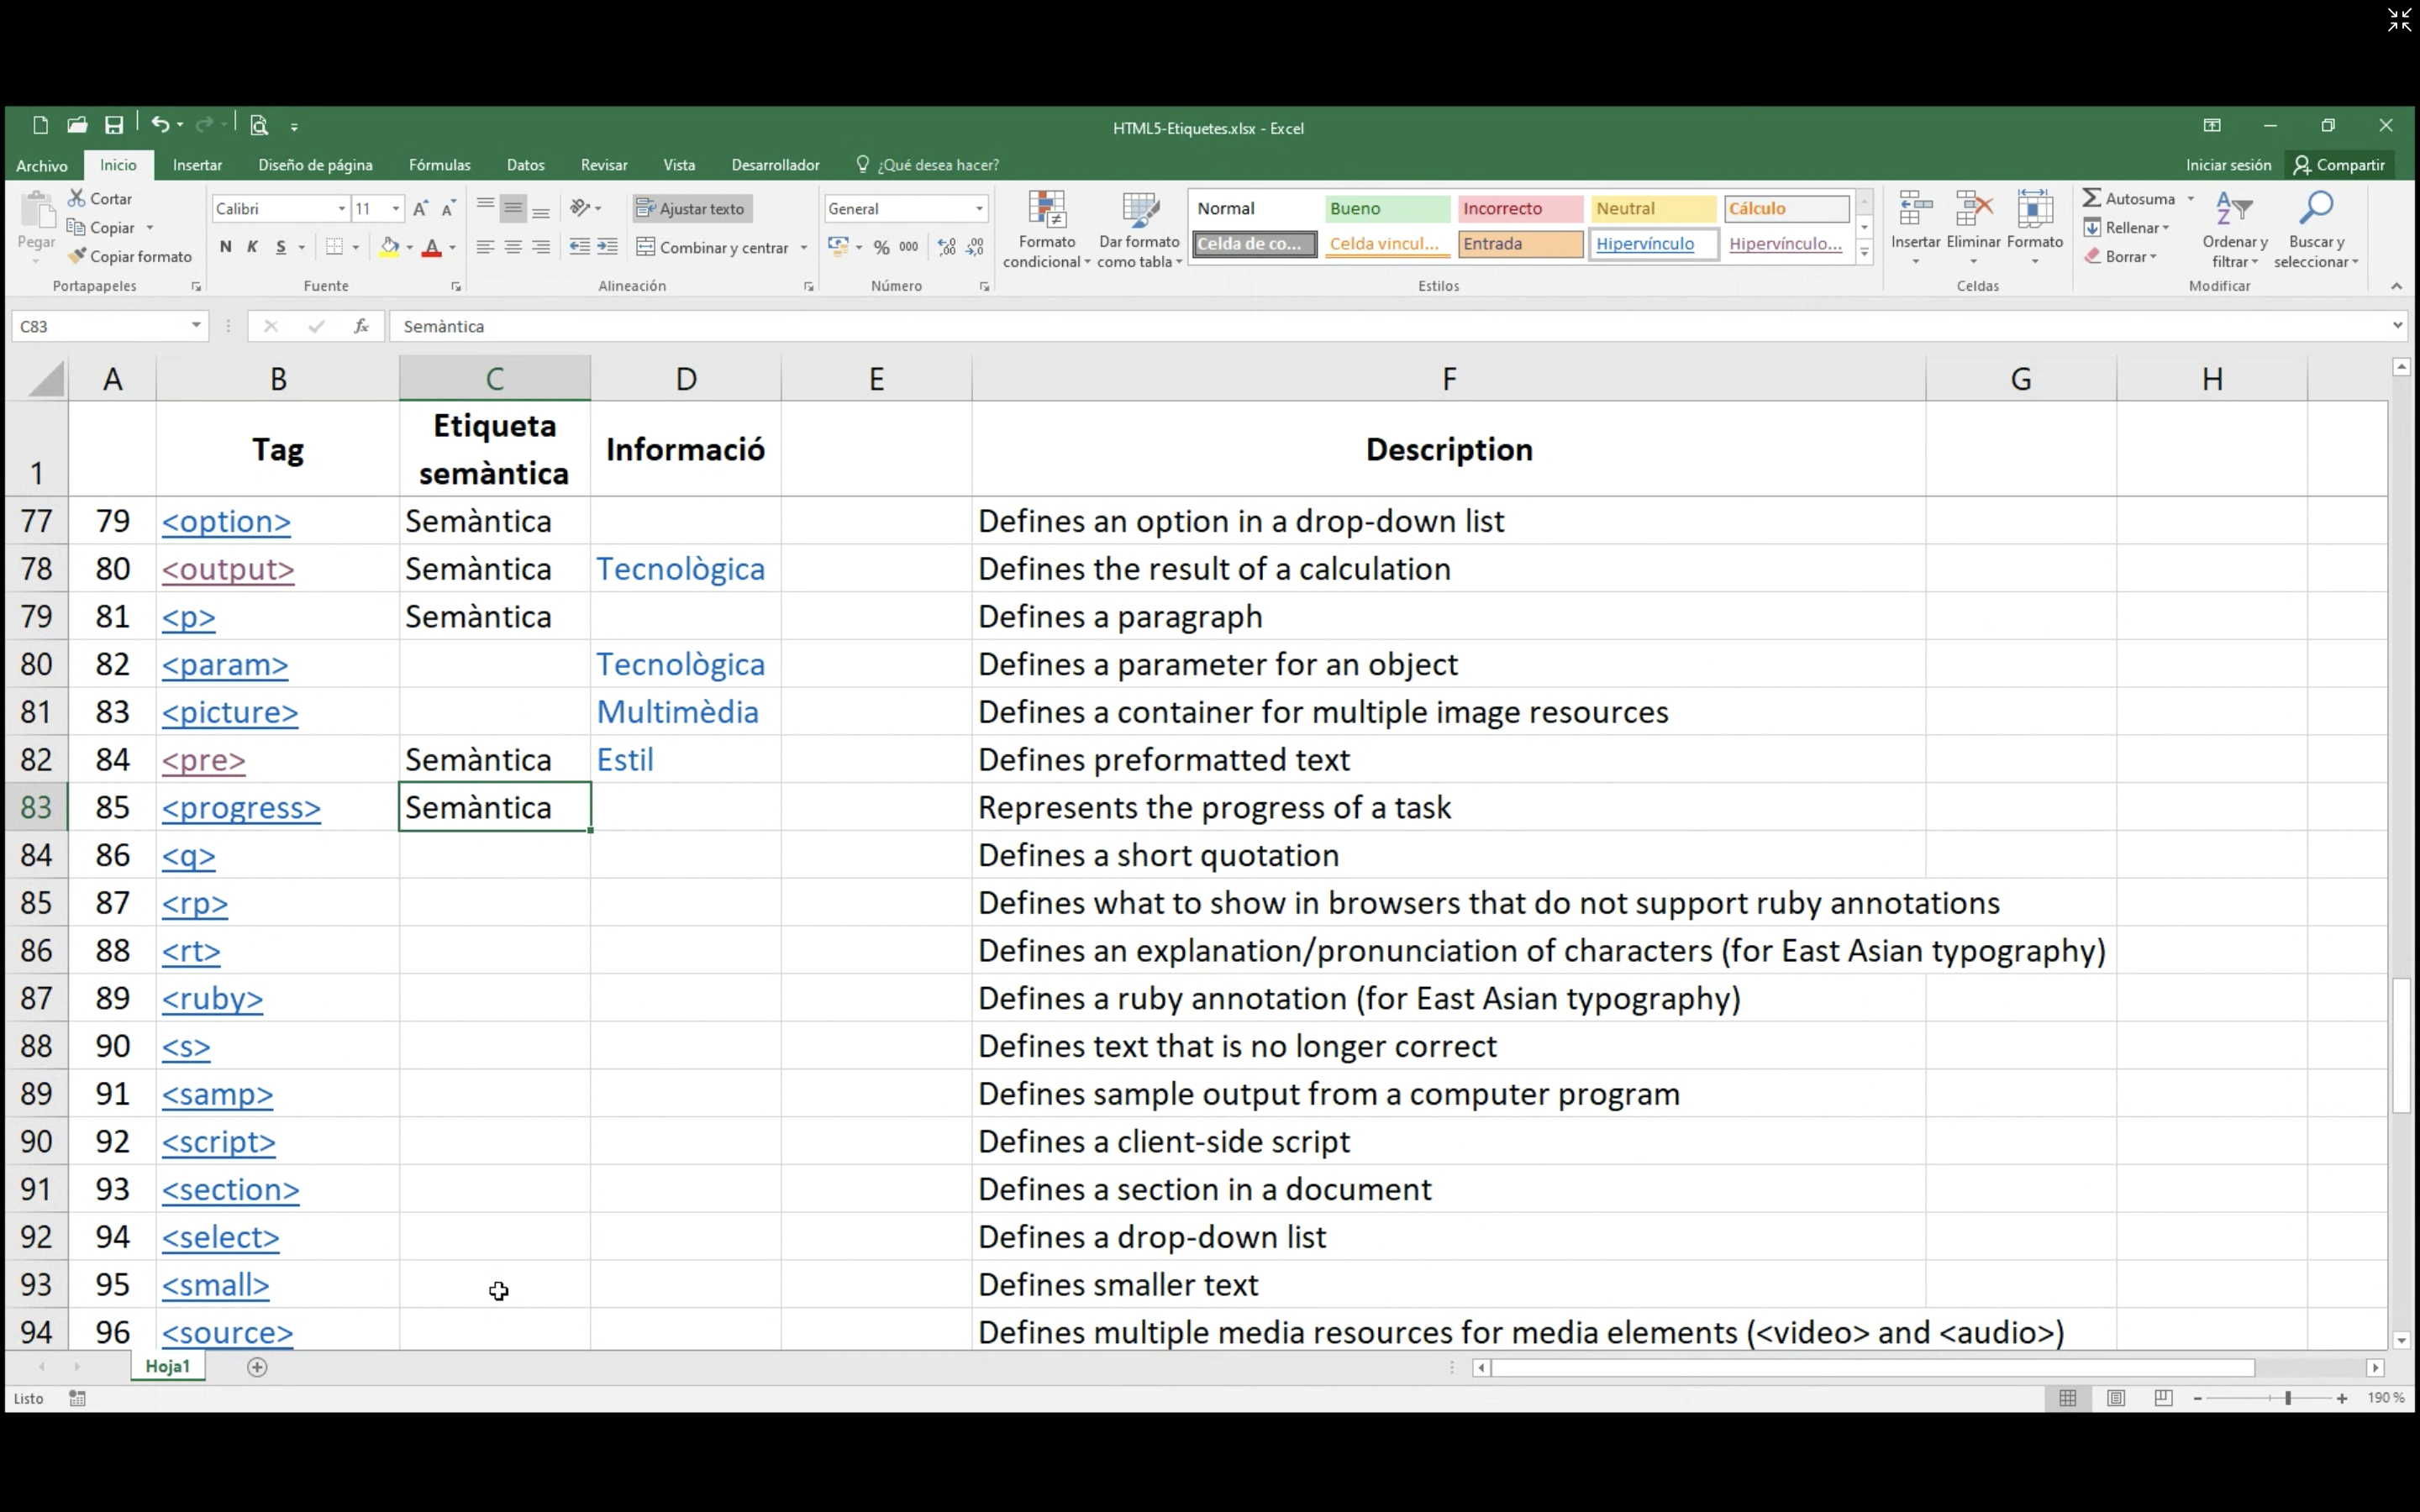 HTML5-Etiquetes.xlsx - Excel
Archivo Inicio Insertar Diseño de página Fórmulas Datos Revisar Vista Desarrollador ¿Qué desea hacer? Iniciar sesión Compartir
Pegar
Cortar
Copiar
Copiar formato
Portapapeles
Calibri 11
N K S
Fuente
Ajustar texto
Combinar y centrar
Alineación
General
% 000
Número
Formato condicional
Dar formato como tabla
Normal Bueno Incorrecto Neutral Cálculo
Celda de co... Celda vincul... Entrada Hipervínculo Hipervínculo...
Estilos
Insertar Eliminar Formato
Celdas
Autosuma
Rellenar
Borrar
Ordenar y filtrar
Buscar y seleccionar
Modificar
C83 fx Semàntica
A B C D E F G H
1 Tag Etiqueta semàntica Informació Description
77 79 <option> Semàntica Defines an option in a drop-down list
78 80 <output> Semàntica Tecnològica Defines the result of a calculation
79 81 <p> Semàntica Defines a paragraph
80 82 <param> Tecnològica Defines a parameter for an object
81 83 <picture> Multimèdia Defines a container for multiple image resources
82 84 <pre> Semàntica Estil Defines preformatted text
83 85 <progress> Semàntica Represents the progress of a task
84 86 <q> Defines a short quotation
85 87 <rp> Defines what to show in browsers that do not support ruby annotations
86 88 <rt> Defines an explanation/pronunciation of characters (for East Asian typography)
87 89 <ruby> Defines a ruby annotation (for East Asian typography)
88 90 <s> Defines text that is no longer correct
89 91 <samp> Defines sample output from a computer program
90 92 <script> Defines a client-side script
91 93 <section> Defines a section in a document
92 94 <select> Defines a drop-down list
93 95 <small> Defines smaller text
94 96 <source> Defines multiple media resources for media elements (<video> and <audio>)
Hoja1
Listo 190 %